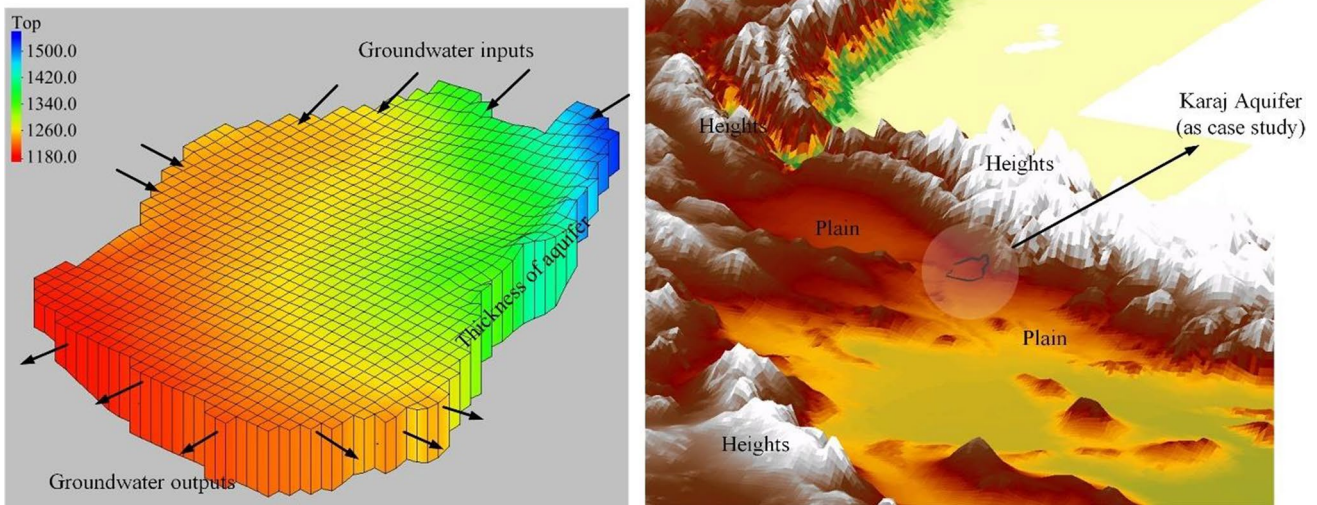 Top
1500.0
1420.0
1340.0
1260.0
1180.0
Groundwater inputs
Thickness of aquifer
Groundwater outputs
Heights
Heights
Karaj Aquifer
(as case study)
Plain
Plain
Heights